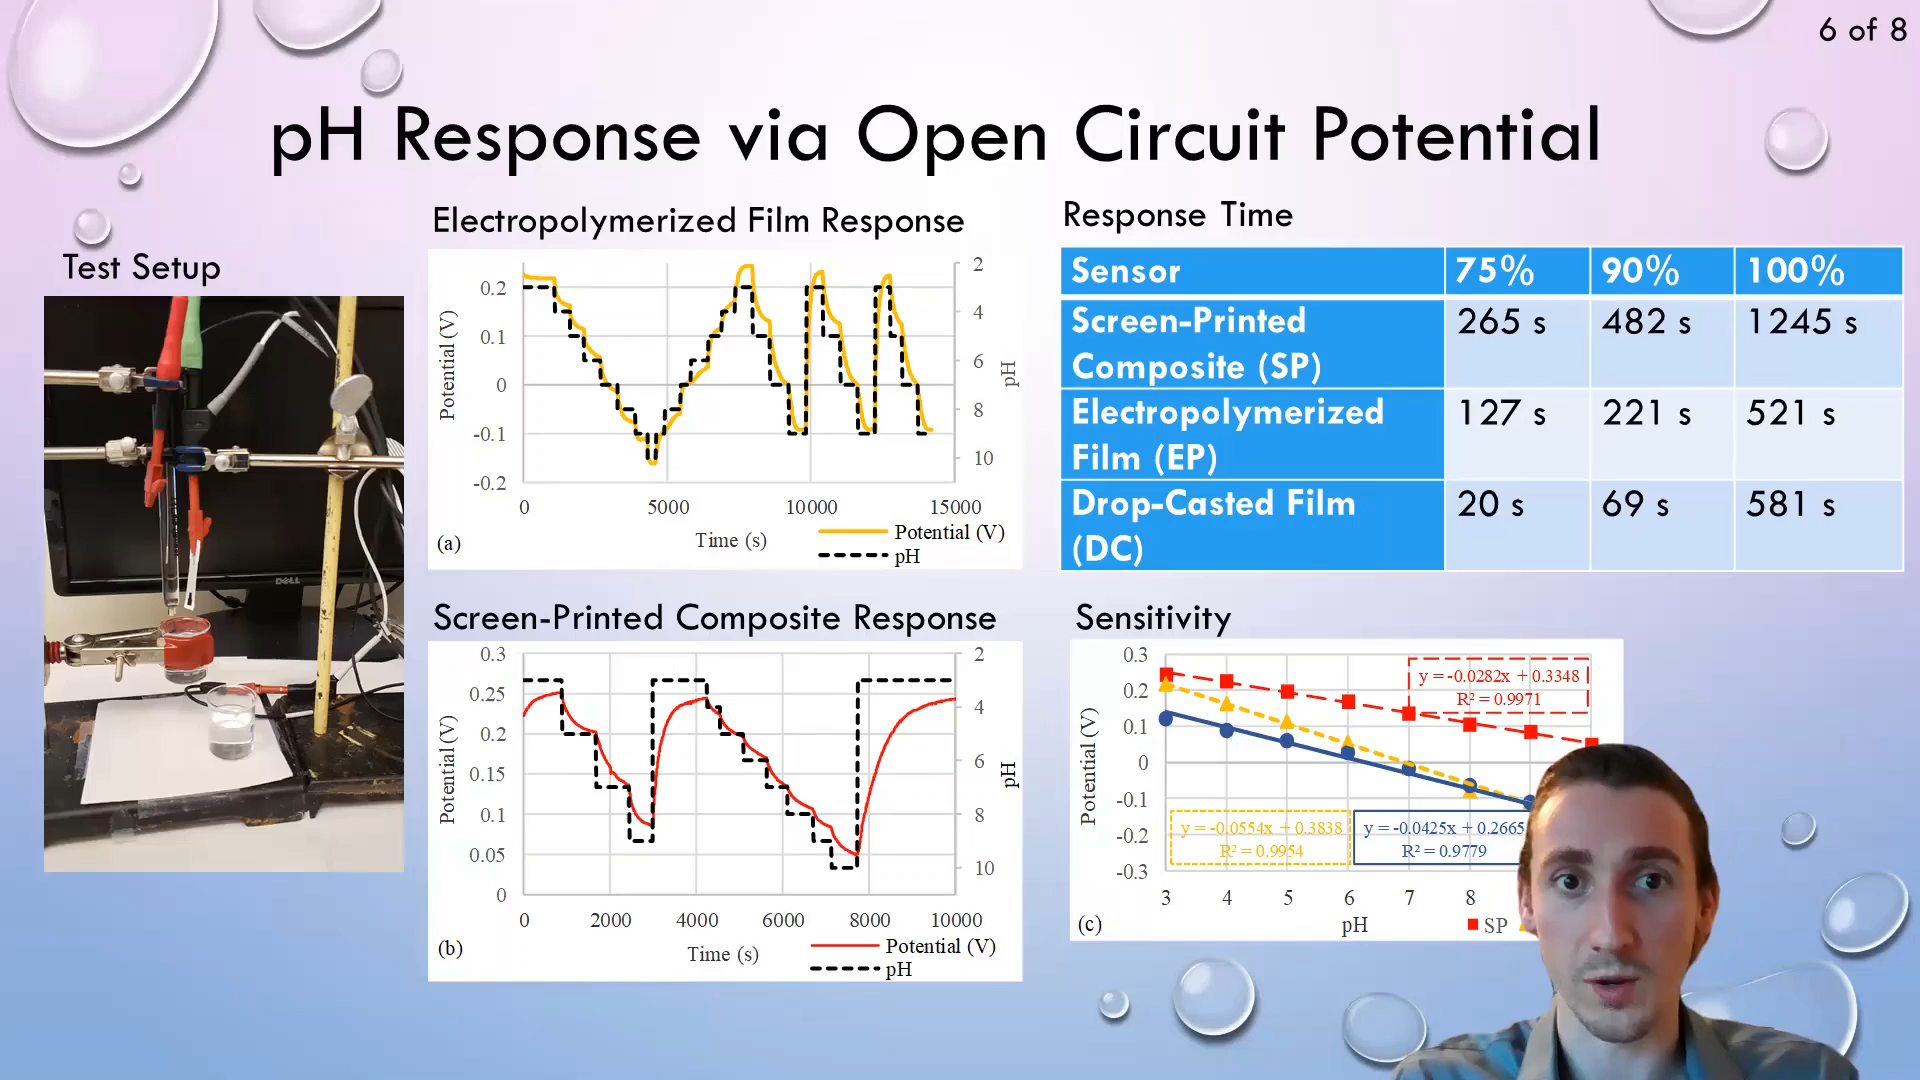 6 of 8
pH Response via Open Circuit Potential
Test Setup
DELL
Electropolymerized Film Response
Potential (V)
0.2
0.1
0
-0.1
-0.2
0
5000
10000
15000
2
4
6
8
10
pH
Time (s)
(a)
Potential (V)
pH
Screen-Printed Composite Response
Potential (V)
0.3
0.25
0.2
0.15
0.1
0.05
0
0
2000
4000
6000
8000
10000
2
4
6
8
10
pH
Time (s)
(b)
Potential (V)
pH
Response Time
Sensor 75% 90% 100%
Screen-Printed
Composite (SP)
265 s 482 s 1245 s
Electropolymerized
Film (EP)
127 s 221 s 521 s
Drop-Casted Film
(DC)
20 s 69 s 581 s
Sensitivity
Potential (V)
0.3
0.2
0.1
0
-0.1
-0.2
-0.3
y = -0.0282x + 0.3348
R² = 0.9971
y = -0.0554x + 0.3838
R² = 0.9954
y = -0.0425x + 0.2665
R² = 0.9779
3
4
5
6
7
8
pH
(c)
SP